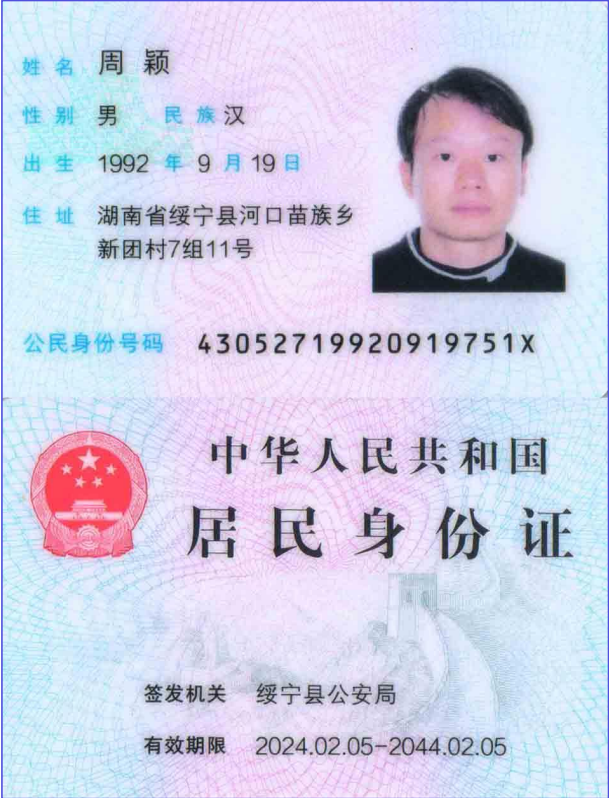 姓名 周颖
性别 男 民族 汉
出生 1992 年 9 月 19 日
住址 湖南省绥宁县河口苗族乡
新团村7组11号
公民身份号码 43052719920919751X
中华人民共和国
居民身份证
签发机关 绥宁县公安局
有效期限 2024.02.05-2044.02.05